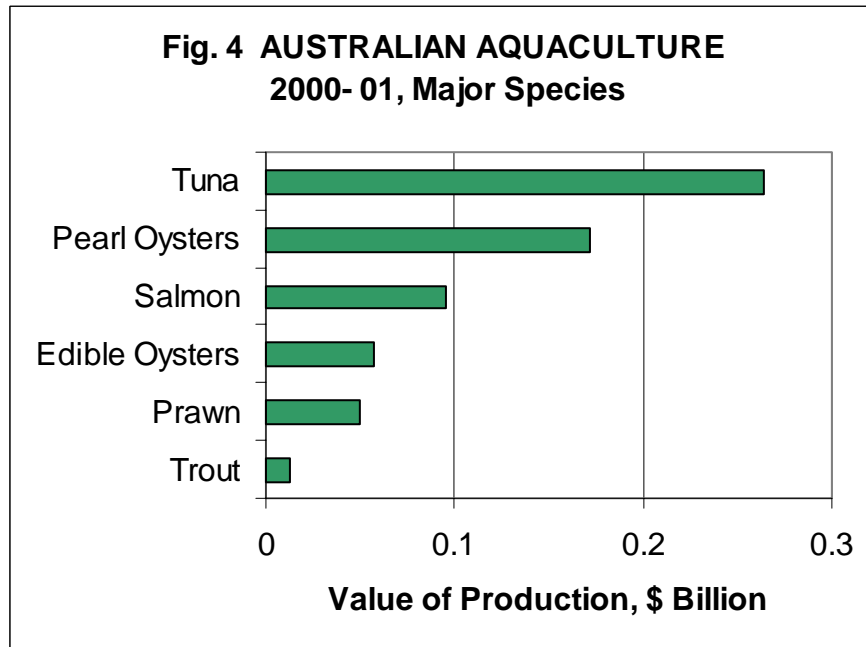 Fig. 4 AUSTRALIAN AQUACULTURE
2000- 01, Major Species
Tuna
Pearl Oysters
Salmon
Edible Oysters
Prawn
Trout
0 0.1 0.2 0.3
Value of Production, $ Billion